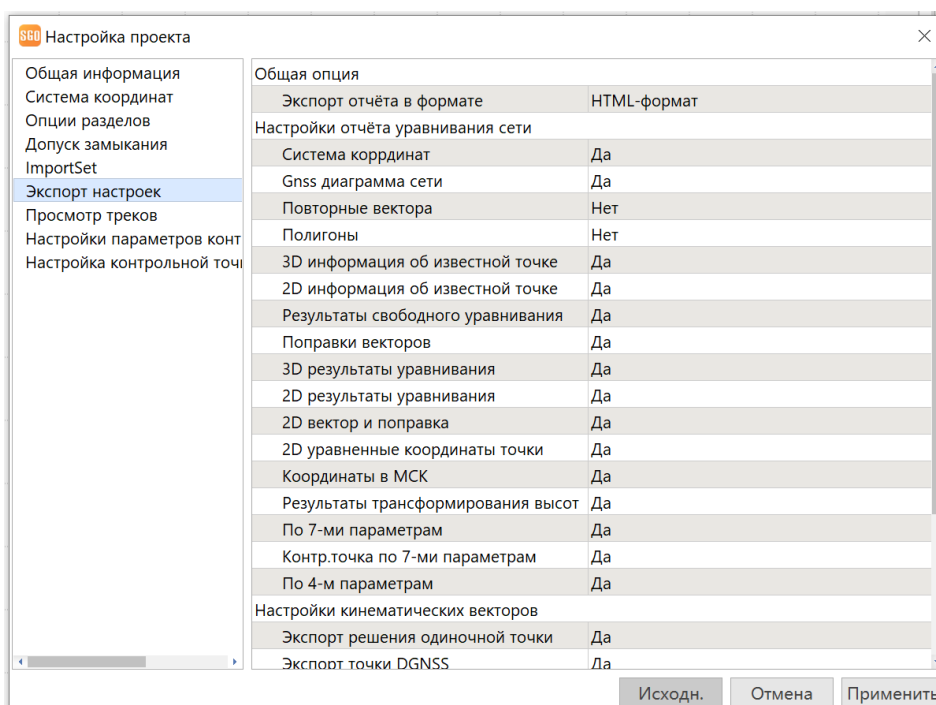 SGO Настройка проекта
Общая информация
Система координат
Опции разделов
Допуск замыкания
ImportSet
Экспорт настроек
Просмотр треков
Настройки параметров конт
Настройка контрольной точ
Общая опция
Экспорт отчёта в формате HTML-формат
Настройки отчёта уравнивания сети
Система коррдинат Да
Gnss диаграмма сети Да
Повторные вектора Нет
Полигоны Нет
3D информация об известной точке Да
2D информация об известной точке Да
Результаты свободного уравнивания Да
Поправки векторов Да
3D результаты уравнивания Да
2D результаты уравнивания Да
2D вектор и поправка Да
2D уравненные координаты точки Да
Координаты в МСК Да
Результаты трансформирования высот Да
По 7-ми параметрам Да
Контр.точка по 7-ми параметрам Да
По 4-м параметрам Да
Настройки кинематических векторов
Экспорт решения одиночной точки Да
Экспорт точки DGNSS Да
Исходн. Отмена Применить